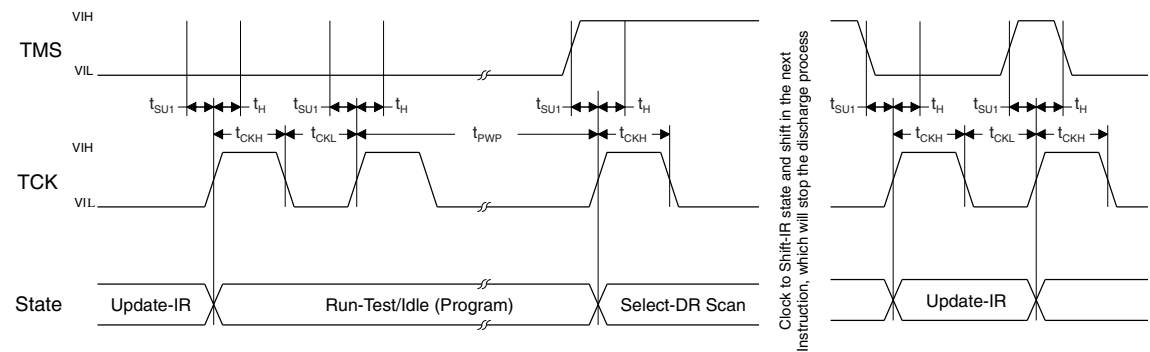 VIH
TMS
VIL
tSU1 tH tSU1 tH tSU1 tH tSU1 tH tSU1 tH
tCKH tCKL tPWP tCKH tCKH tCKL tCKH
VIH
TCK
VIL
State Update-IR Run-Test/Idle (Program) Select-DR Scan Update-IR
Clock to Shift-IR state and shift in the next
Instruction, which will stop the discharge process